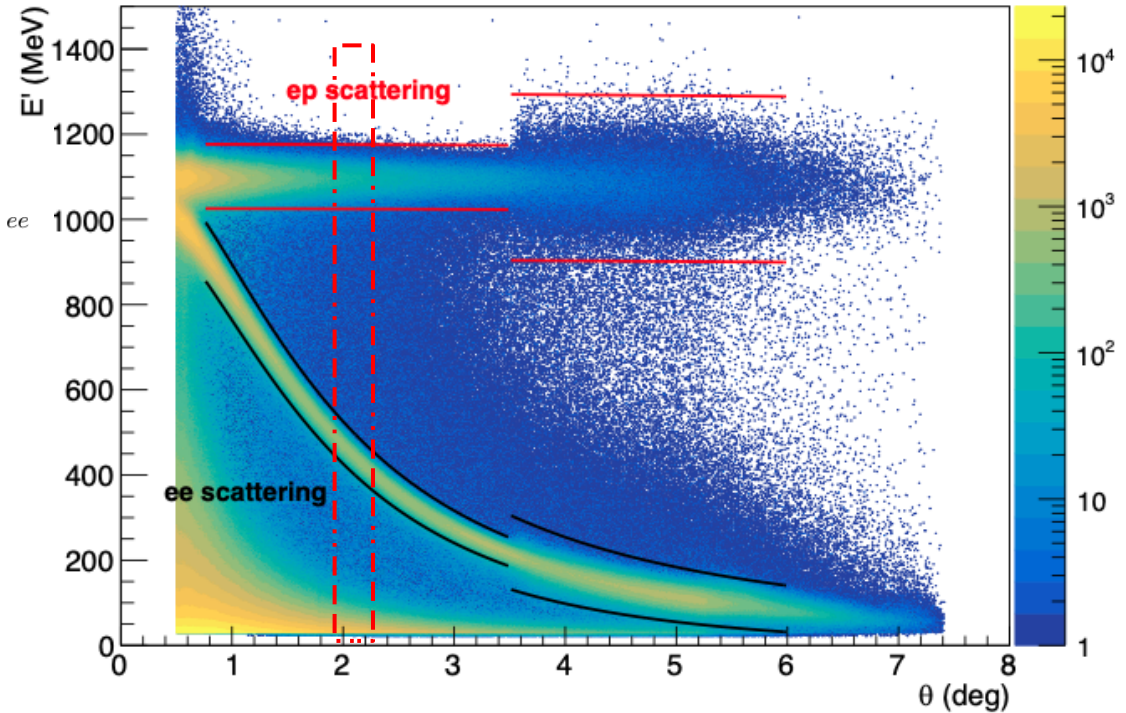 E' (MeV)
1400
1200
1000
800
600
400
200
0
ee
ep scattering
ee scattering
0 1 2 3 4 5 6 7 8
θ (deg)
10⁴
10³
10²
10
1